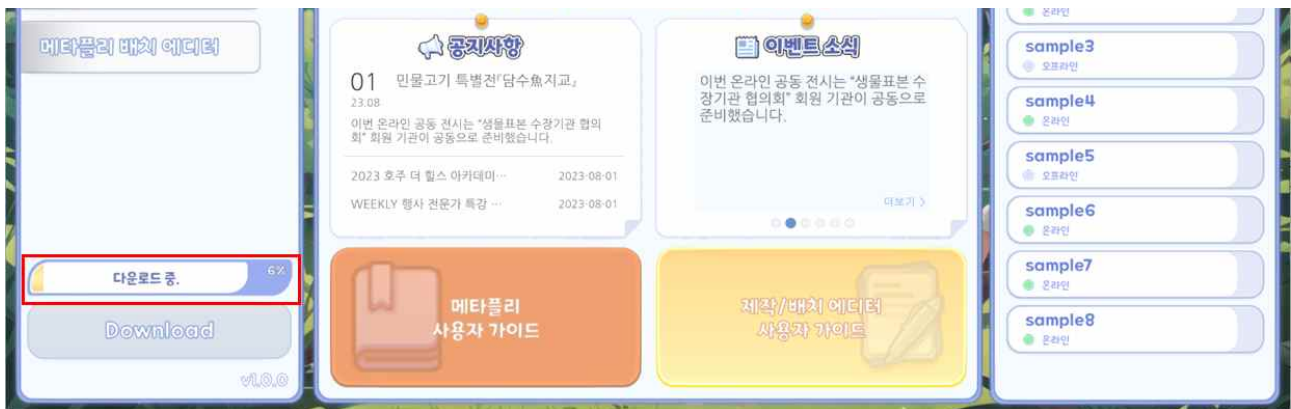 메타플리 배치 에디터
다운로드 중.
6%
Download
v1.0.0
공지사항
01
23.08
민물고기 특별전『담수魚지교』
이번 온라인 공동 전시는 "생물표본 수장기관 협의
회" 회원 기관이 공동으로 준비했습니다.
2023 호주 더 힐스 아카데미… 2023-08-01
WEEKLY 행사 전문가 특강 … 2023-08-01
이벤트 소식
이번 온라인 공동 전시는 "생물표본 수
장기관 협의회" 회원 기관이 공동으로
준비했습니다.
더보기 >
메타플리
사용자 가이드
제작/배치 에디터
사용자 가이드
온라인
sample3
오프라인
sample4
온라인
sample5
오프라인
sample6
온라인
sample7
온라인
sample8
온라인